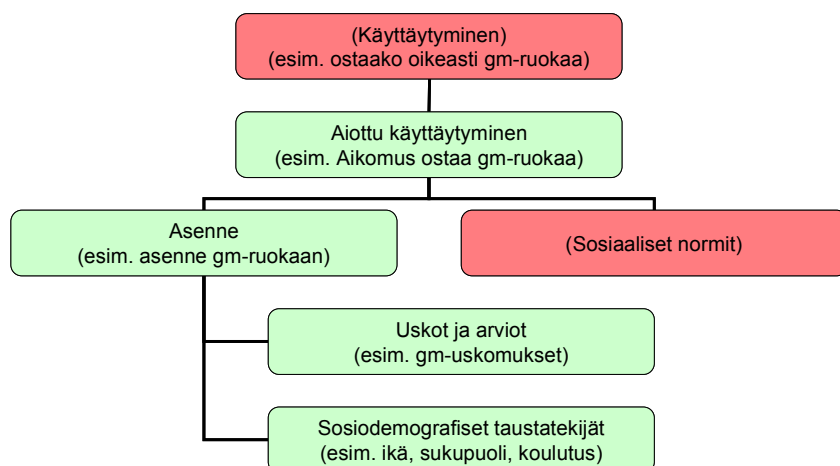 (Käyttäytyminen)
(esim. ostaako oikeasti gm-ruokaa)
Aiottu käyttäytyminen
(esim. Aikomus ostaa gm-ruokaa)
Asenne
(esim. asenne gm-ruokaan)
(Sosiaaliset normit)
Uskot ja arviot
(esim. gm-uskomukset)
Sosiodemografiset taustatekijät
(esim. ikä, sukupuoli, koulutus)